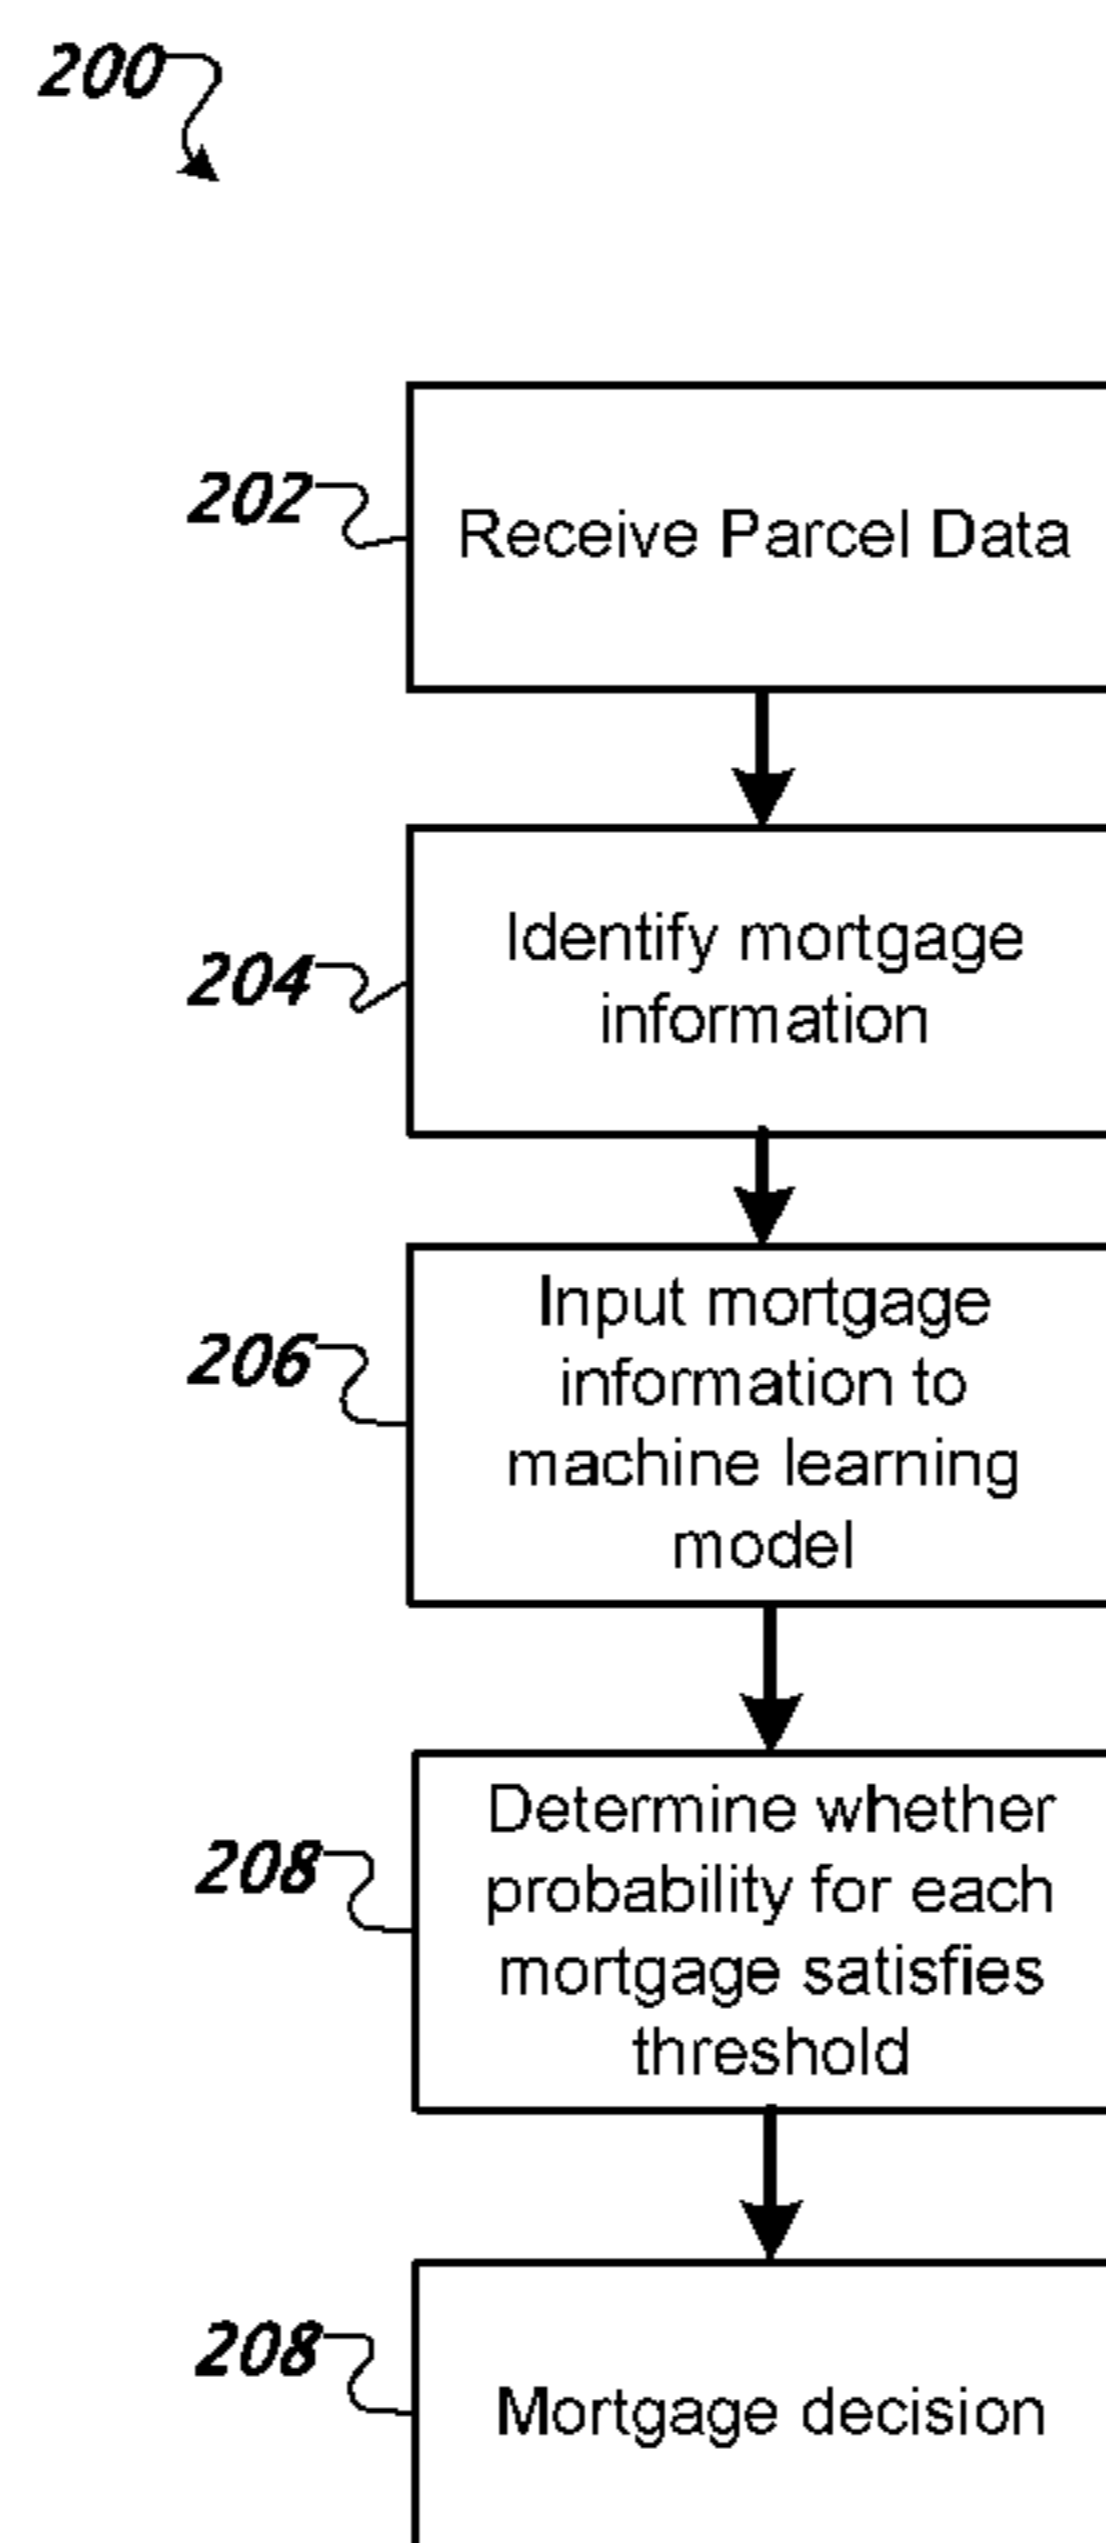 200
202
Receive Parcel Data
204
Identify mortgage
information
206
Input mortgage
information to
machine learning
model
208
Determine whether
probability for each
mortgage satisfies
threshold
208
Mortgage decision